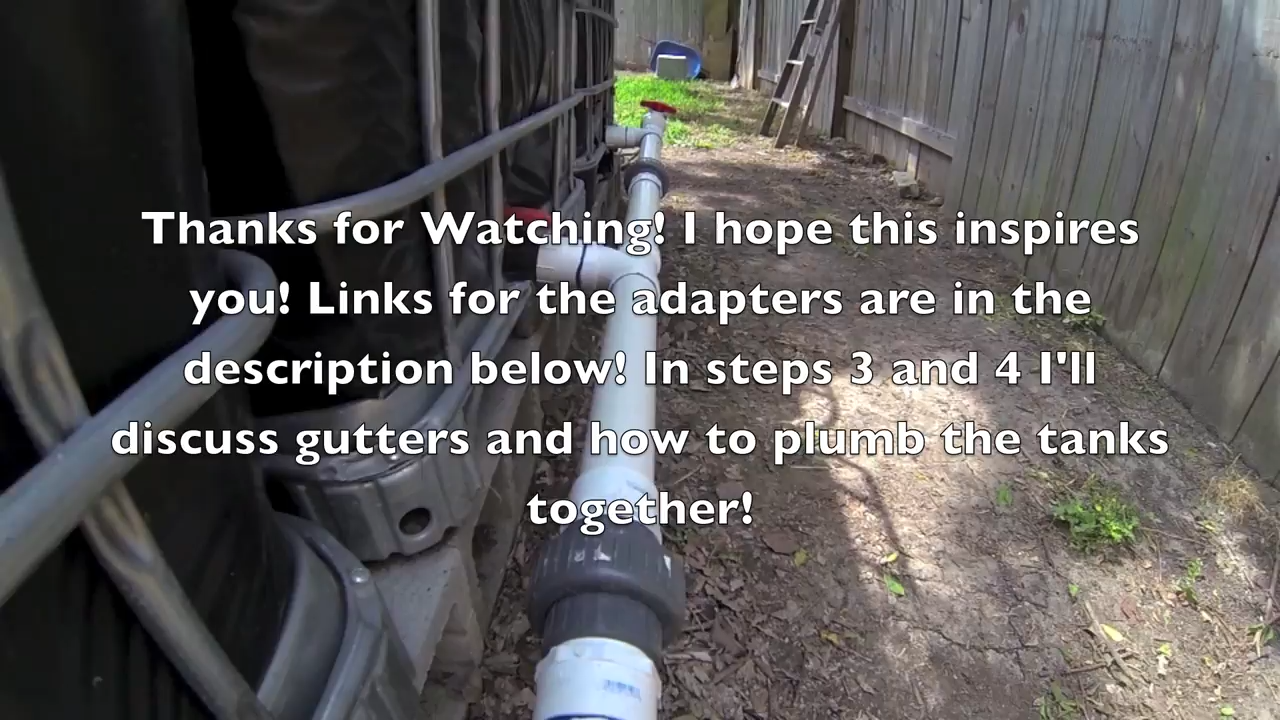 Thanks for Watching! I hope this inspires
you! Links for the adapters are in the
description below! In steps 3 and 4 I'll
discuss gutters and how to plumb the tanks
together!